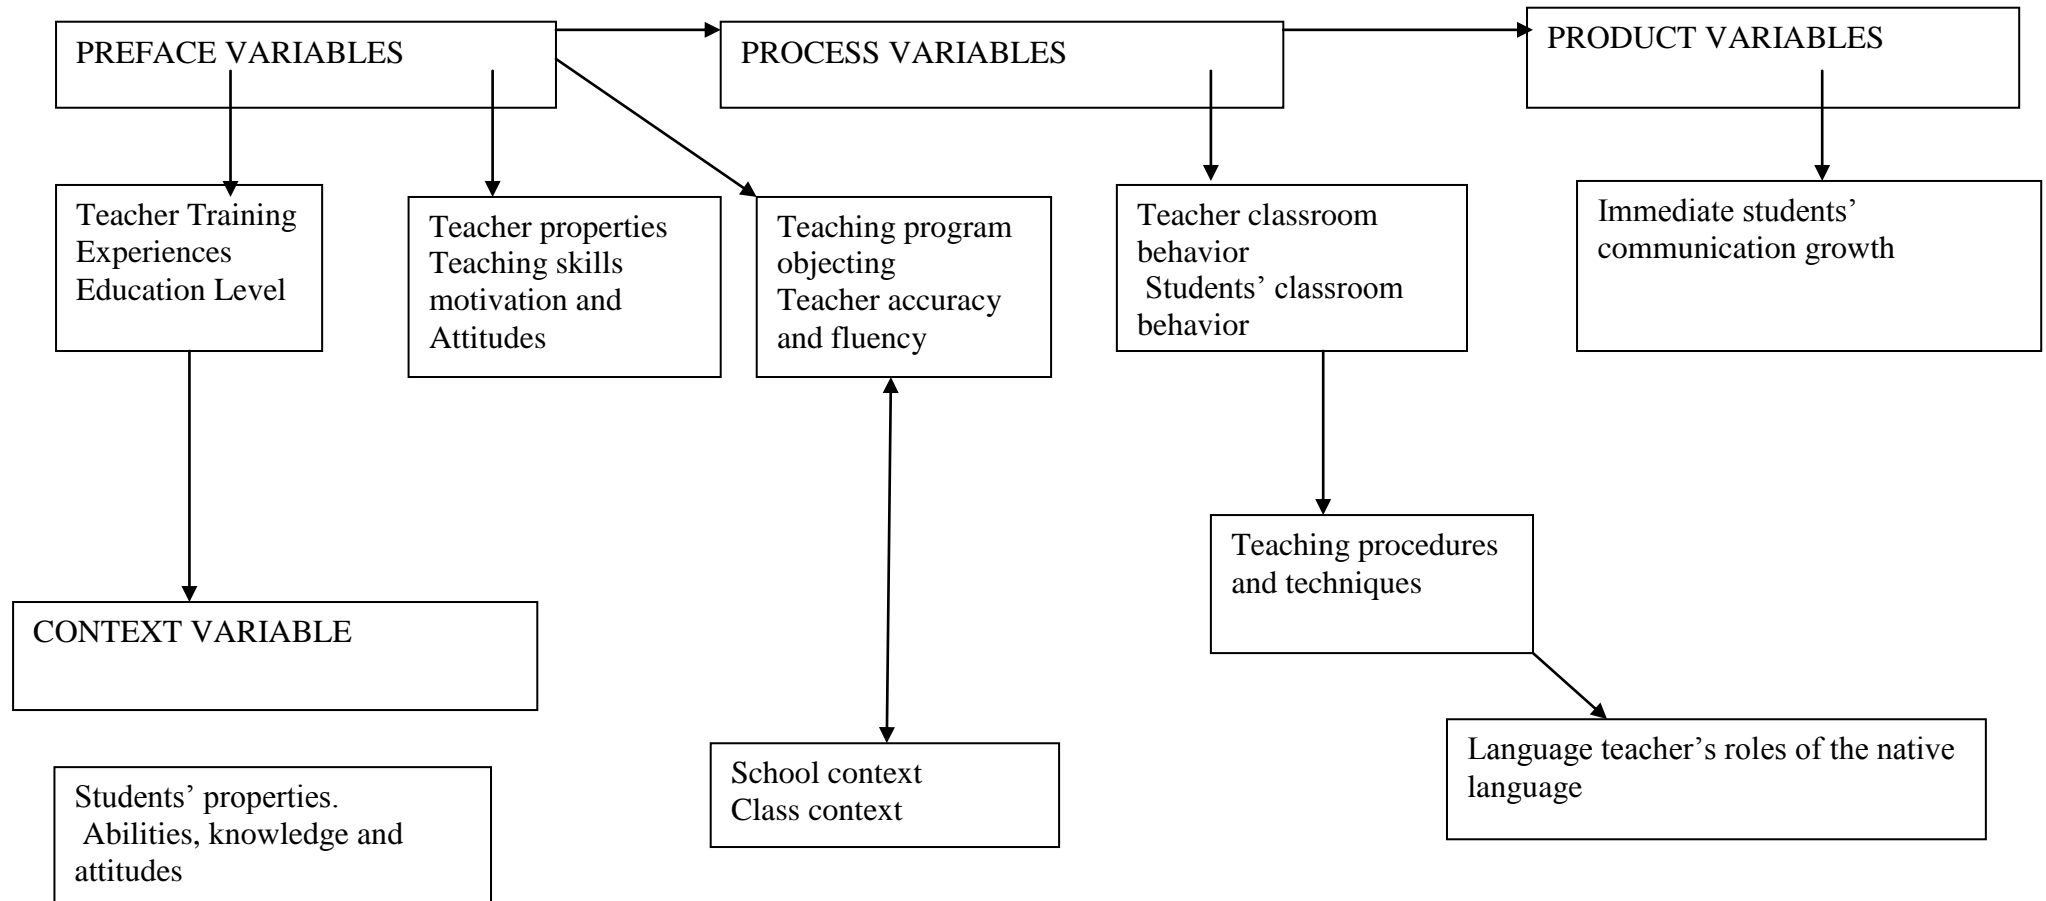 PREFACE VARIABLES
PROCESS VARIABLES
PRODUCT VARIABLES
Teacher Training
Experiences
Education Level
Teacher properties
Teaching skills
motivation and
Attitudes
Teaching program
objecting
Teacher accuracy
and fluency
Teacher classroom
behavior
Students’ classroom
behavior
Immediate students’
communication growth
Teaching procedures
and techniques
CONTEXT VARIABLE
Language teacher’s roles of the native
language
School context
Class context
Students’ properties.
Abilities, knowledge and
attitudes